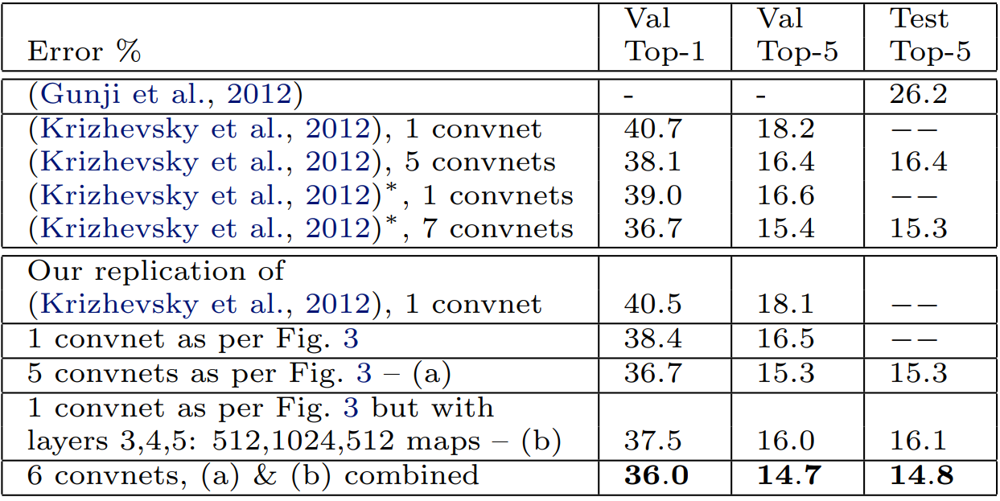 Val Val Test
Error % Top-1 Top-5 Top-5
(Gunji et al., 2012) - - 26.2
(Krizhevsky et al., 2012), 1 convnet 40.7 18.2 −−
(Krizhevsky et al., 2012), 5 convnets 38.1 16.4 16.4
(Krizhevsky et al., 2012)*, 1 convnets 39.0 16.6 −−
(Krizhevsky et al., 2012)*, 7 convnets 36.7 15.4 15.3
Our replication of
(Krizhevsky et al., 2012), 1 convnet 40.5 18.1 −−
1 convnet as per Fig. 3 38.4 16.5 −−
5 convnets as per Fig. 3 – (a) 36.7 15.3 15.3
1 convnet as per Fig. 3 but with
layers 3,4,5: 512,1024,512 maps – (b) 37.5 16.0 16.1
6 convnets, (a) & (b) combined 36.0 14.7 14.8